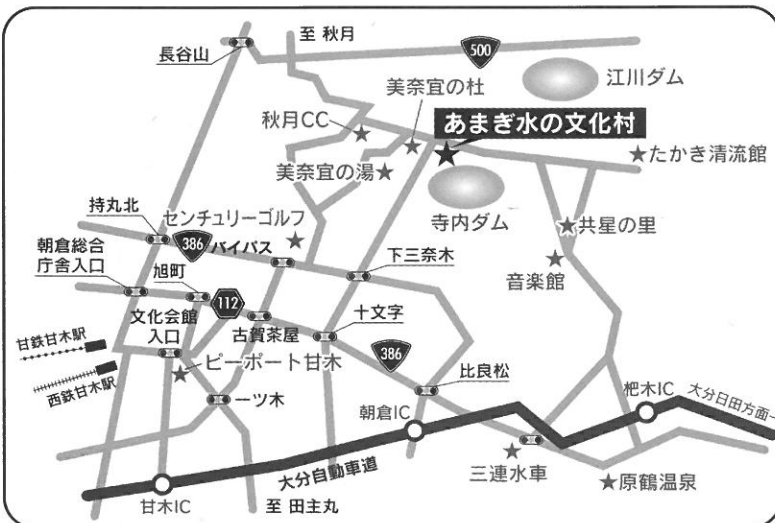 至 秋月
長谷山
500
江川ダム
美奈宜の杜
秋月CC
あまぎ水の文化村
美奈宜の湯
たかき清流館
寺内ダム
持丸北
センチュリーゴルフ
共星の里
386
バイパス
朝倉総合
庁舎入口
旭町
下三奈木
音楽館
112
文化会館
入口
古賀茶屋
十文字
甘鉄甘木駅
ピーポート甘木
386
比良松
西鉄甘木駅
一ツ木
朝倉IC
杷木IC
大分日田方面→
大分自動車道
三連水車
原鶴温泉
甘木IC
至 田主丸